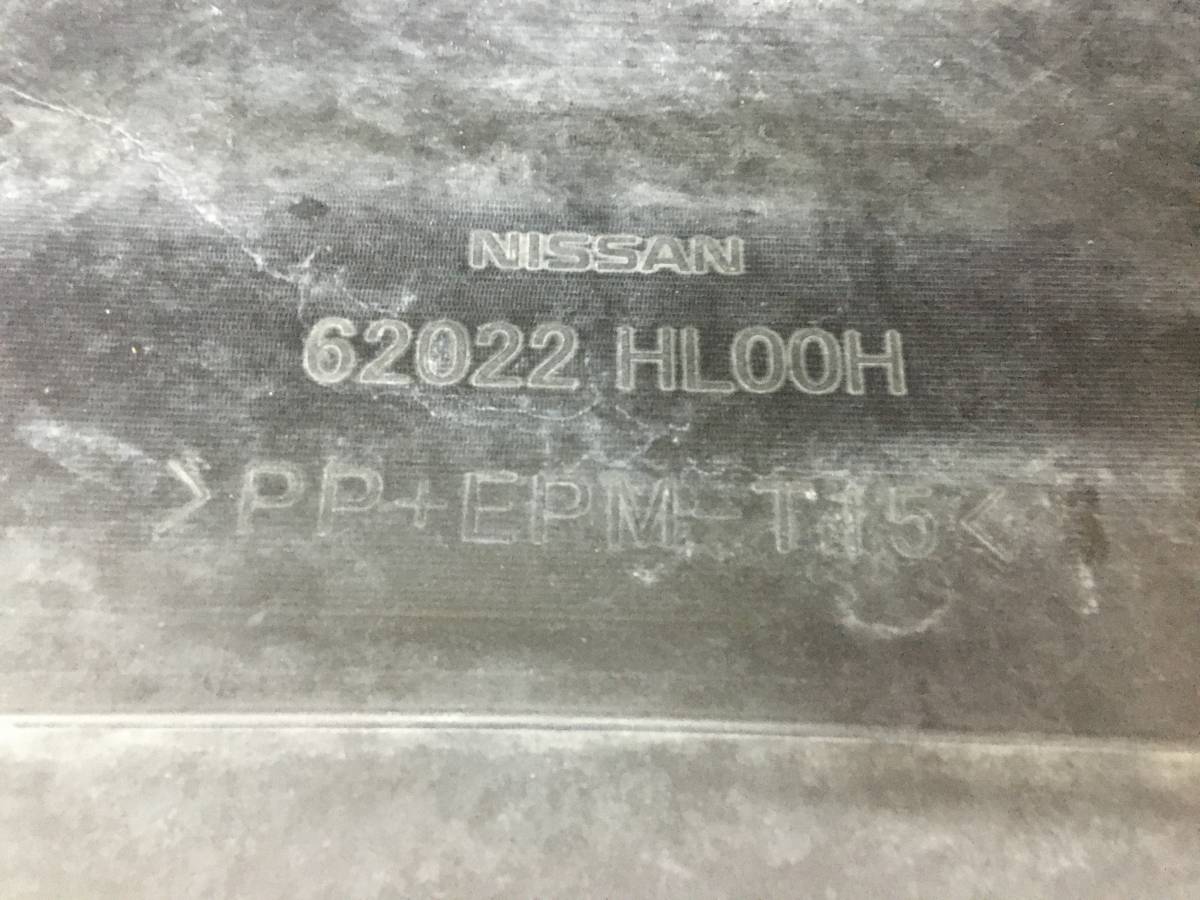 NISSAN
62022 HL00H
>PP+EPM-T15<